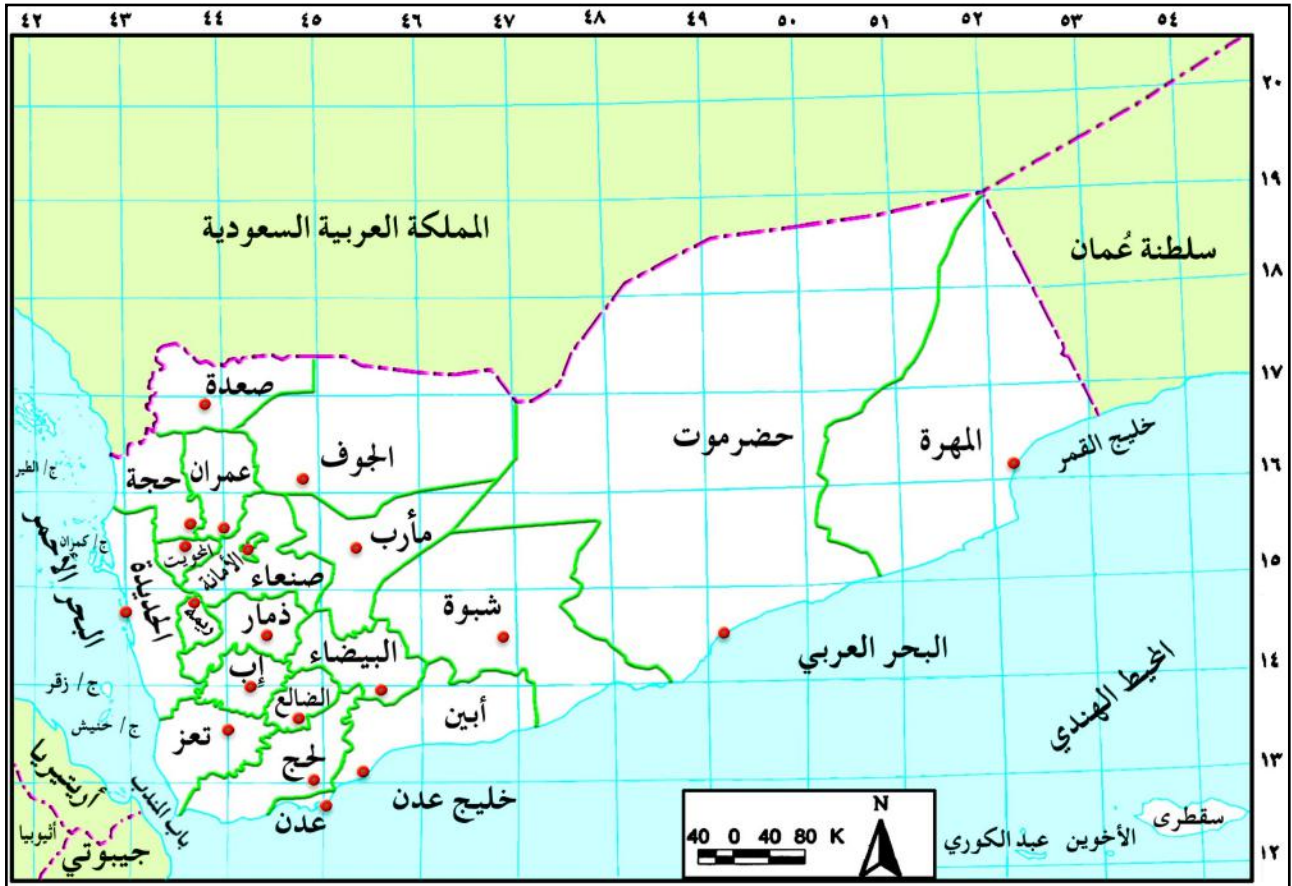 ٤٢ ٤٣ ٤٤ ٤٥ ٤٦ ٤٧ ٤٨ ٤٩ ٥٠ ٥١ ٥٢ ٥٣ ٥٤
٢٠
١٩
المملكة العربية السعودية
سلطنة عُمان
١٨
١٧
صعدة
خليج القمر
المهرة
حضرموت
الجوف
عمران
حجة
ج/ الطير
١٦
مأرب
البحر الأحمر
ج/ كمران
المحويت
الأمانة
صنعاء
١٥
الحديدة
ريمة
ذمار
شبوة
البيضاء
البحر العربي
المحيط الهندي
١٤
إب
الضالع
أبين
ج/ زقر
ج/ حنيش
تعز
لحج
١٣
أريتيريا
باب المندب
عدن
خليج عدن
N
40 0 40 80 K
سقطرى
الأخوين
عبد الكوري
أثيوبيا
جيبوتي
١٢